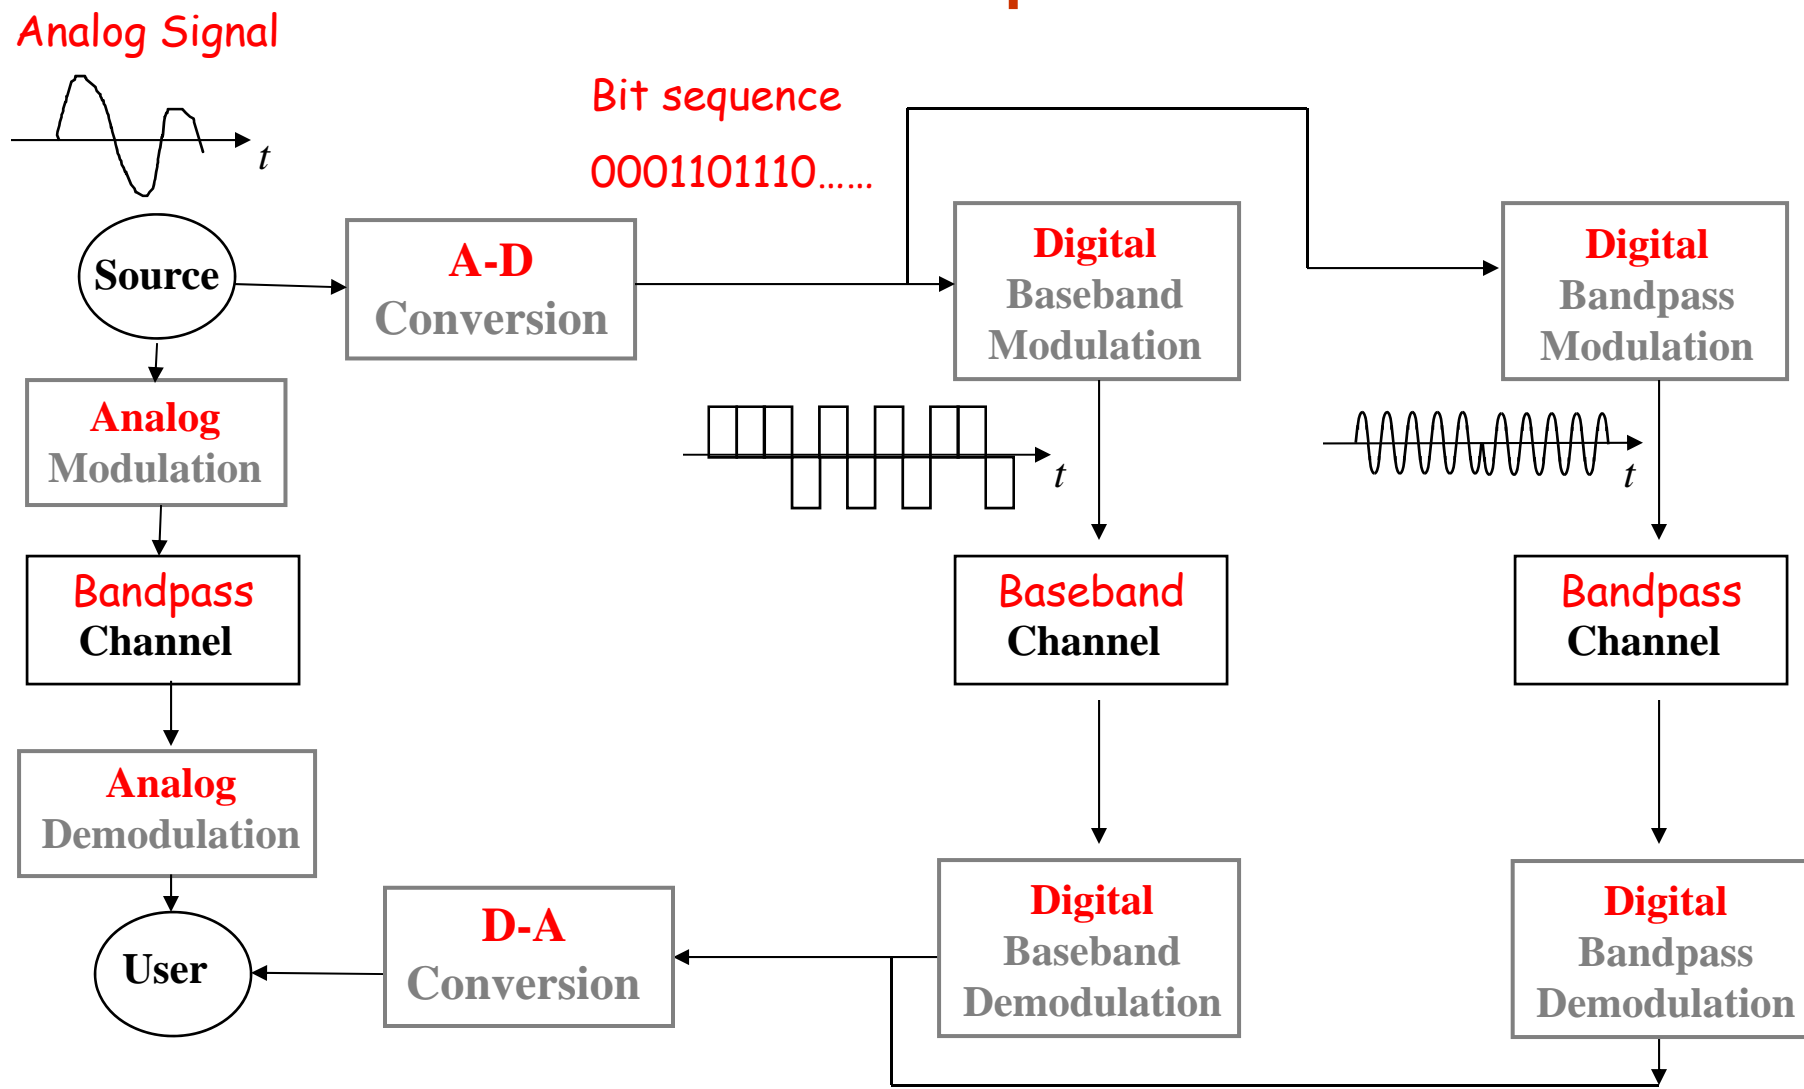 Analog Signal
t
Bit sequence
0001101110......
Source
A-D
Conversion
Digital
Baseband
Modulation
Digital
Bandpass
Modulation
Analog
Modulation
t
t
Bandpass
Channel
Baseband
Channel
Bandpass
Channel
Analog
Demodulation
User
D-A
Conversion
Digital
Baseband
Demodulation
Digital
Bandpass
Demodulation